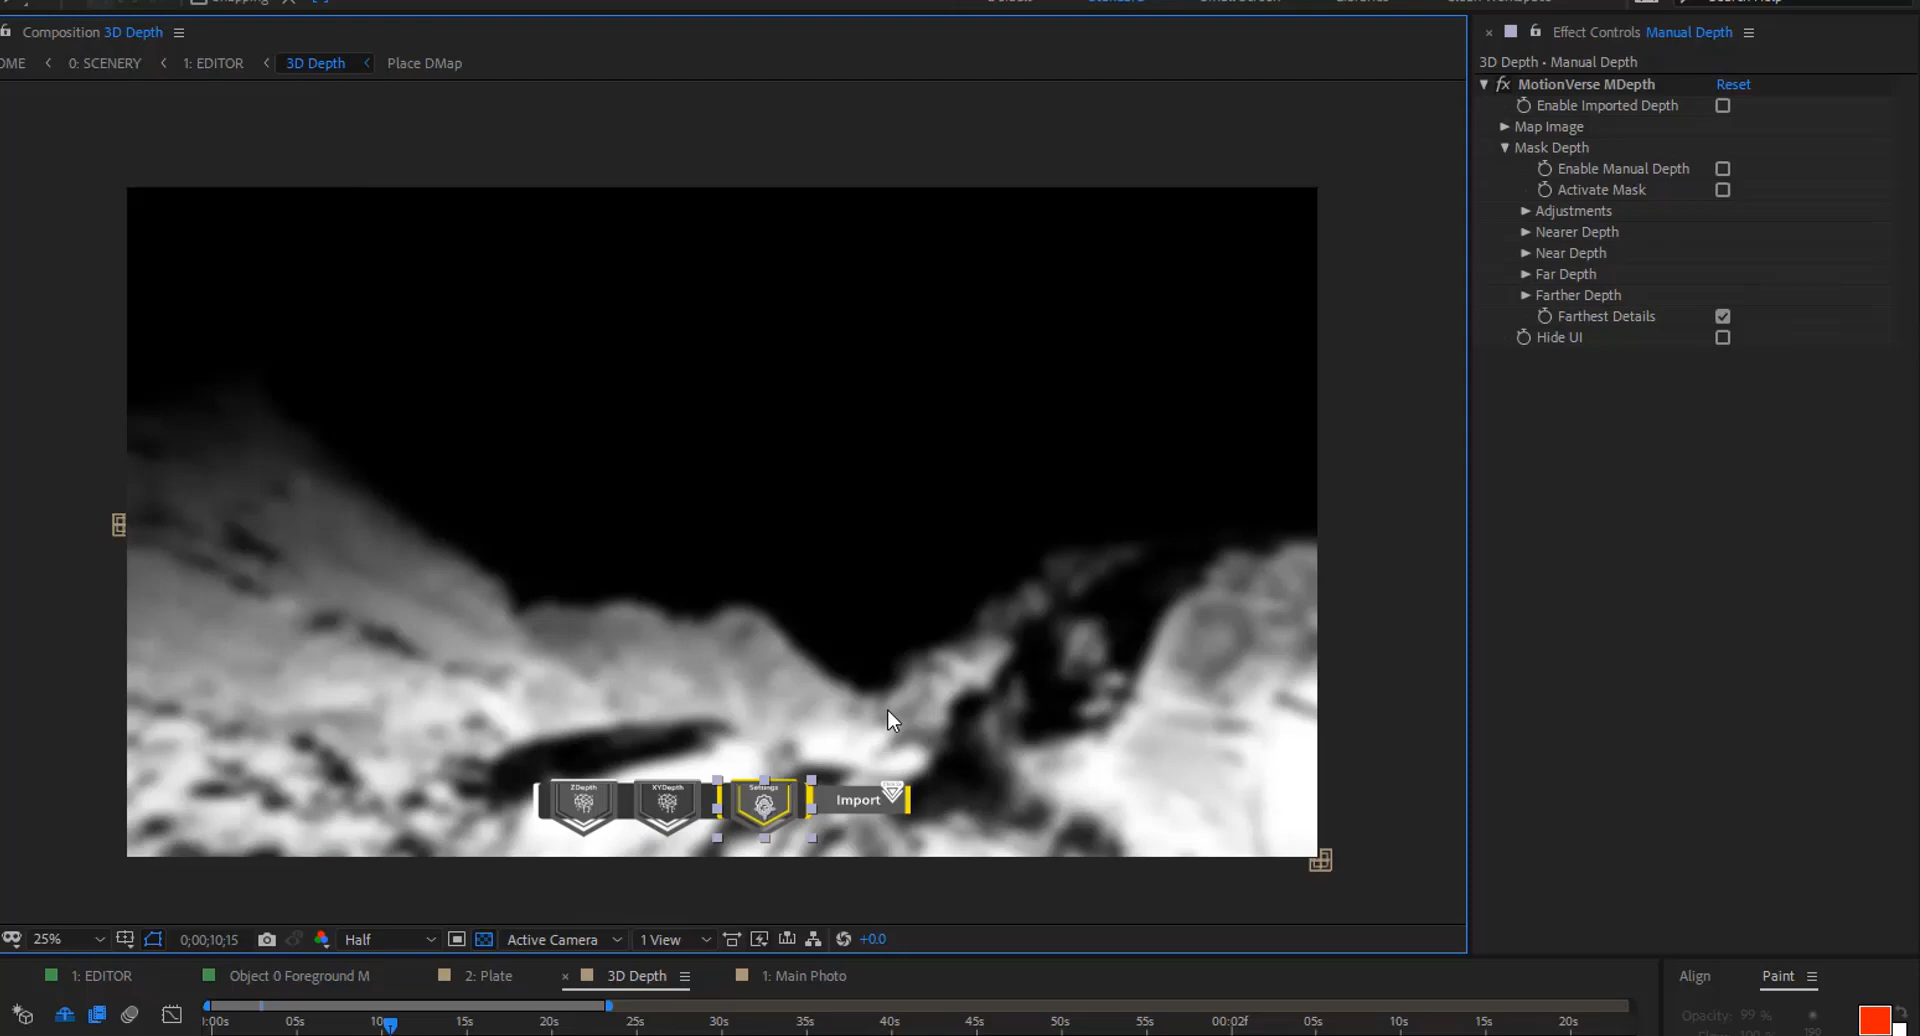 Composition 3D Depth
OME < 0: SCENERY < 1: EDITOR < 3D Depth < Place DMap
ZDepth
XYDepth
Settings
Import
25%
0;00;10;15
Half
Active Camera
1 View
+0.0
× Effect Controls Manual Depth
3D Depth • Manual Depth
fx MotionVerse MDepth Reset
Enable Imported Depth
Map Image
Mask Depth
Enable Manual Depth
Activate Mask
Adjustments
Nearer Depth
Near Depth
Far Depth
Farther Depth
Farthest Details
Hide UI
1: EDITOR
Object 0 Foreground M
2: Plate
× 3D Depth
1: Main Photo
Align
Paint
Opacity: 99 %
05s
15s
20s
25s
30s
35s
40s
45s
50s
55s
00:02f
05s
10s
15s
20s